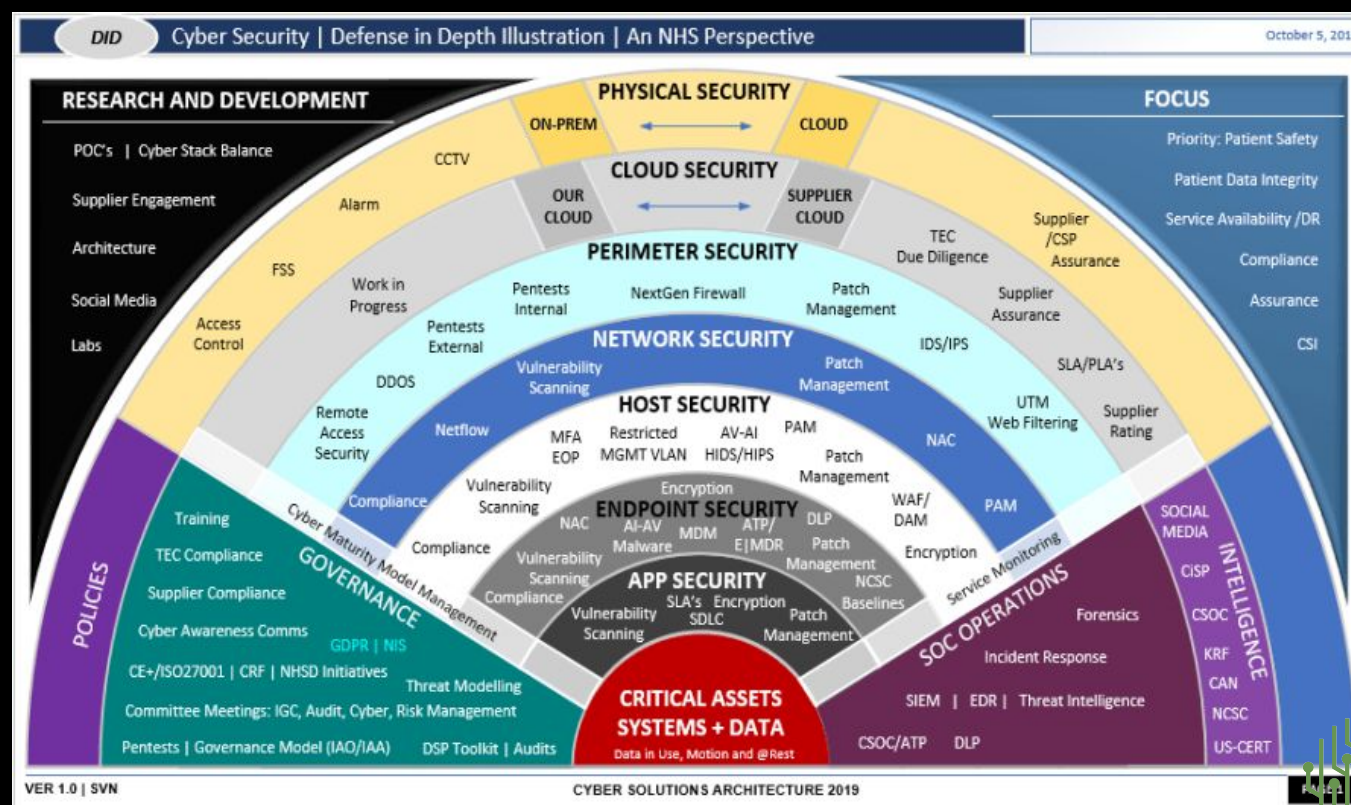 DID
Cyber Security | Defense in Depth Illustration | An NHS Perspective
October 5, 201
RESEARCH AND DEVELOPMENT
POC's | Cyber Stack Balance
Supplier Engagement
Architecture
Social Media
Labs
FOCUS
Priority: Patient Safety
Patient Data Integrity
Service Availability /DR
Compliance
Assurance
CSI
PHYSICAL SECURITY
ON-PREM
CLOUD
CCTV
Alarm
FSS
Access
Control
Supplier
/CSP
Assurance
CLOUD SECURITY
OUR
CLOUD
SUPPLIER
CLOUD
Work in
Progress
TEC
Due Diligence
Supplier
Assurance
SLA/PLA's
Supplier
Rating
PERIMETER SECURITY
Pentests
Internal
NextGen Firewall
Patch
Management
Pentests
External
IDS/IPS
DDOS
Remote
Access
Security
UTM
Web Filtering
NETWORK SECURITY
Vulnerability
Scanning
Patch
Management
Netflow
NAC
Compliance
PAM
HOST SECURITY
MFA
EOP
Restricted
MGMT VLAN
AV-AI
HIDS/HIPS
PAM
Patch
Management
Vulnerability
Scanning
WAF/
DAM
Compliance
Encryption
Encryption
ENDPOINT SECURITY
NAC
AI-AV
Malware
MDM
ATP/
E|MDR
DLP
Patch
Management
Vulnerability
Scanning
Compliance
NCSC
Baselines
APP SECURITY
Vulnerability
Scanning
SLA's
Encryption
SDLC
Patch
Management
CRITICAL ASSETS
SYSTEMS + DATA
Data in Use, Motion and @Rest
POLICIES
Cyber Maturity Model Management
GOVERNANCE
Training
TEC Compliance
Supplier Compliance
Cyber Awareness Comms
GDPR | NIS
CE+/ISO27001 | CRF | NHSD Initiatives
Threat Modelling
Committee Meetings: IGC, Audit, Cyber, Risk Management
Pentests | Governance Model (IAO/IAA)
DSP Toolkit | Audits
Service Monitoring
SOC OPERATIONS
Forensics
Incident Response
SIEM | EDR | Threat Intelligence
CSOC/ATP
DLP
INTELLIGENCE
SOCIAL
MEDIA
CiSP
CSOC
KRF
CAN
NCSC
US-CERT
VER 1.0 | SVN
CYBER SOLUTIONS ARCHITECTURE 2019